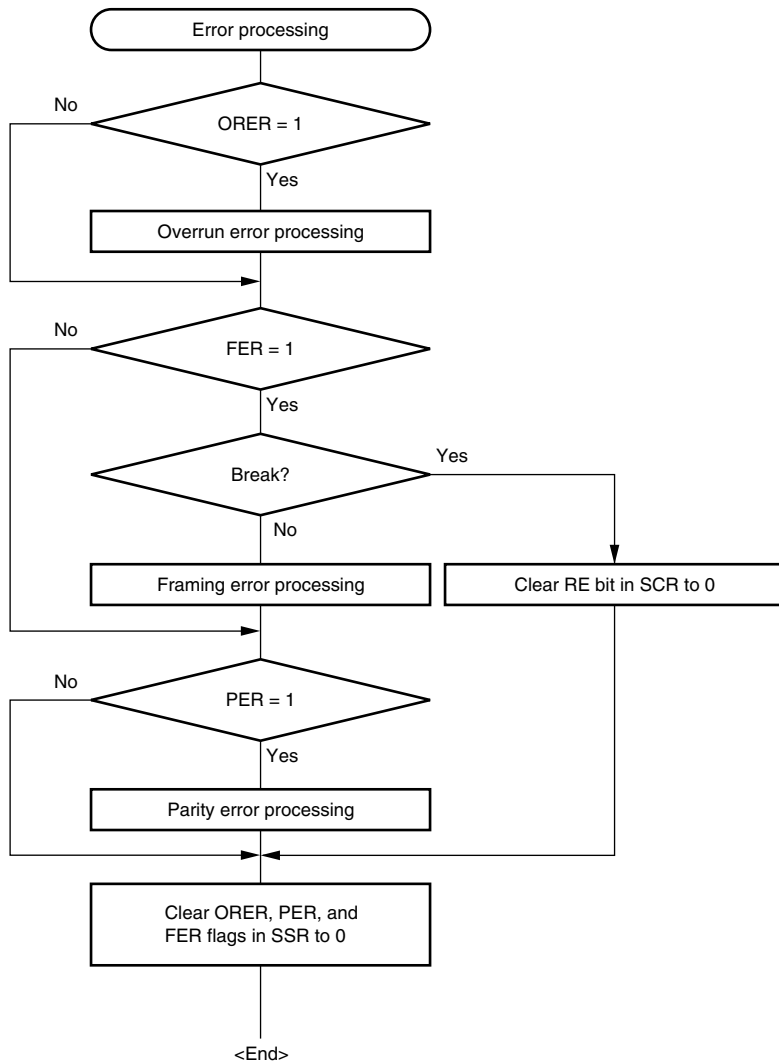 Error processing
No
ORER = 1
Yes
Overrun error processing
No
FER = 1
Yes
Break?
Yes
No
Framing error processing
Clear RE bit in SCR to 0
No
PER = 1
Yes
Parity error processing
Clear ORER, PER, and
FER flags in SSR to 0
<End>